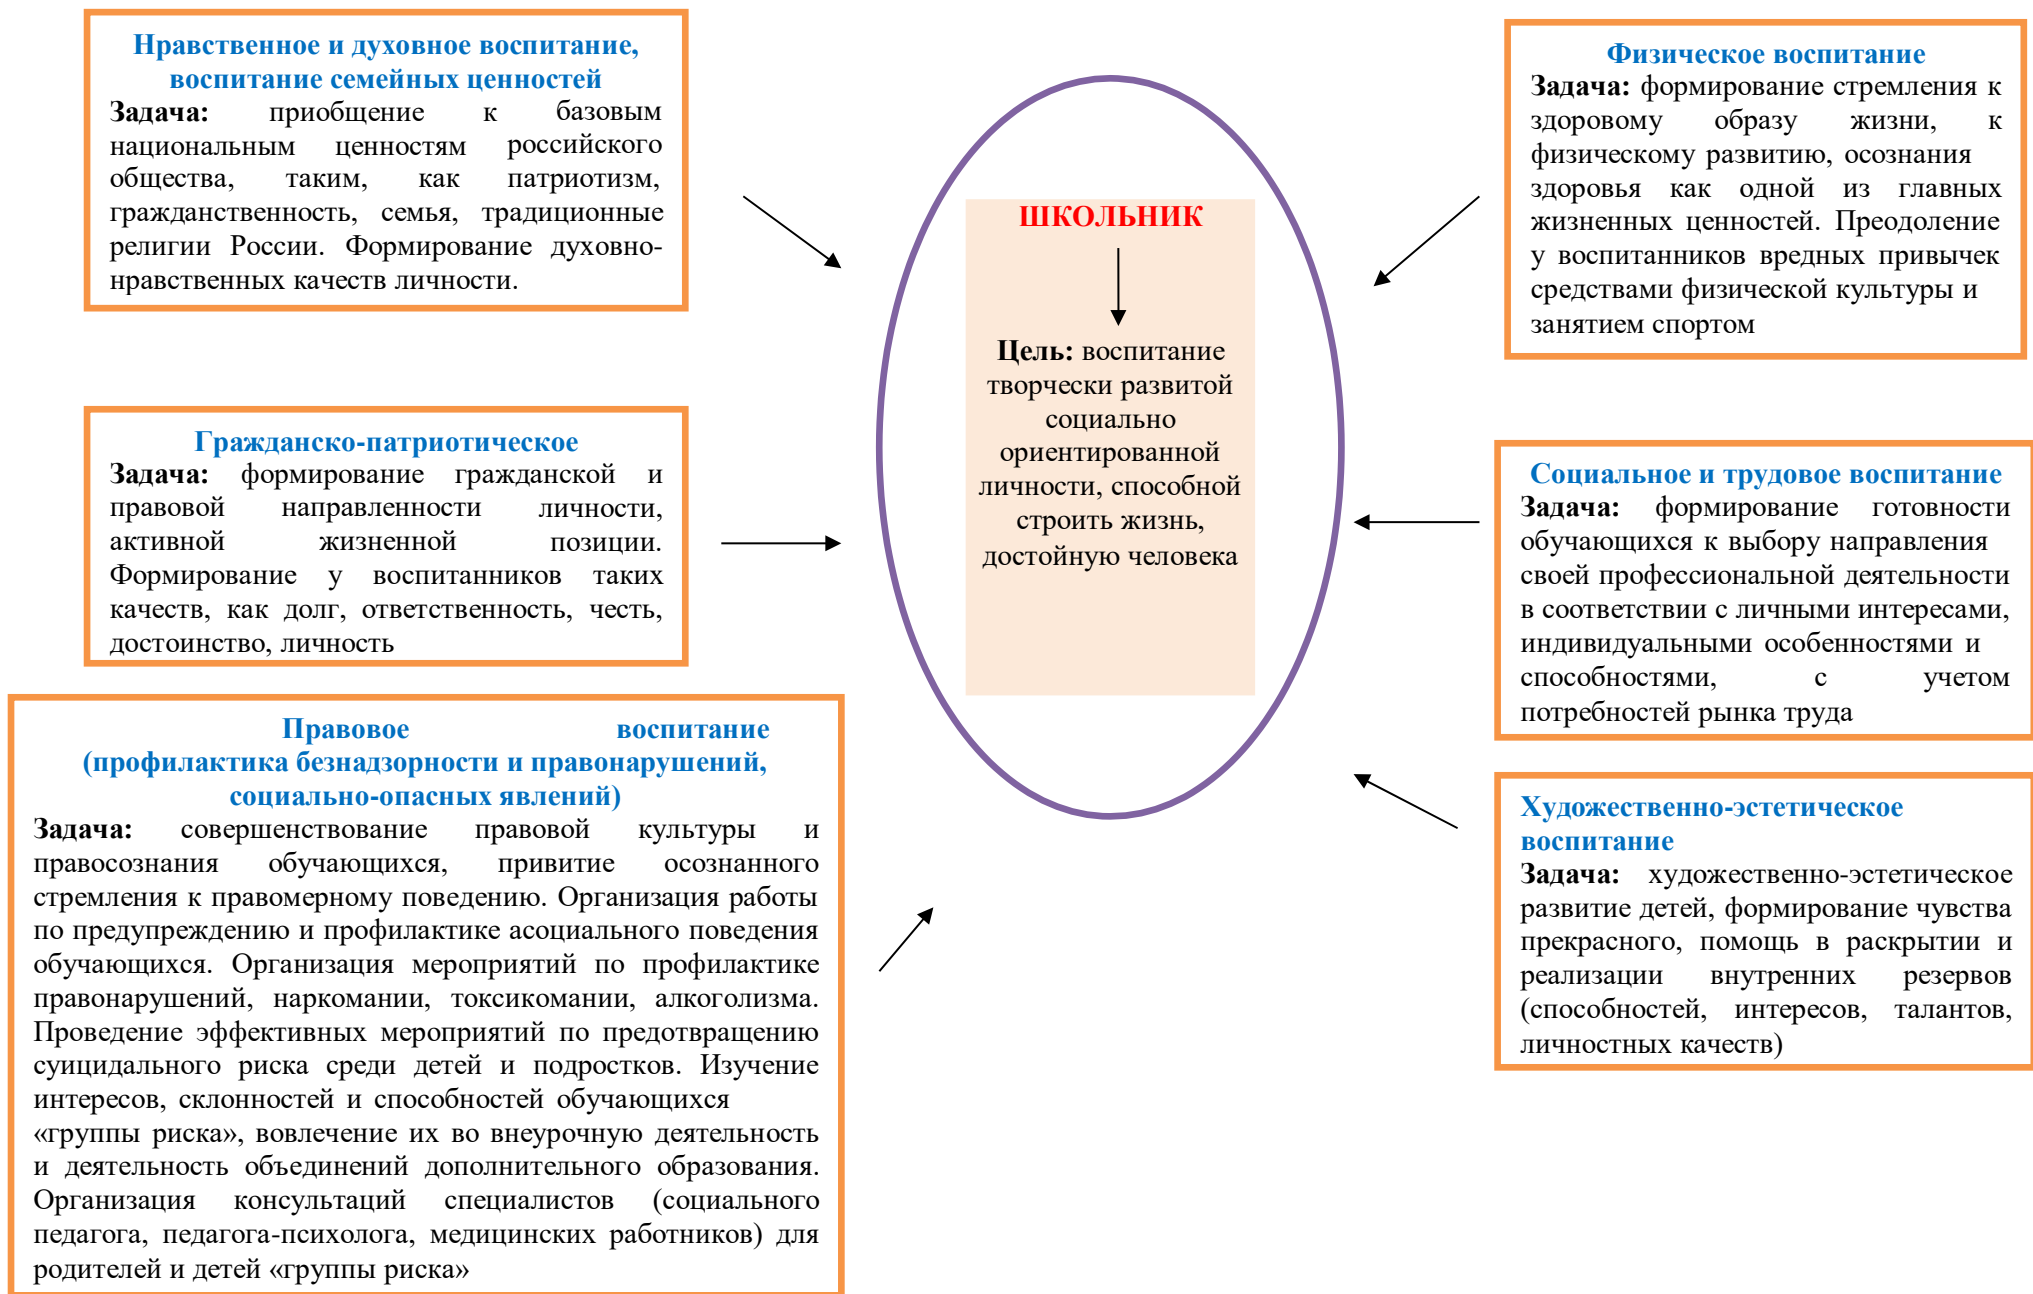 Нравственное и духовное воспитание,
воспитание семейных ценностей
Задача: приобщение к базовым
национальным ценностям российского
общества, таким, как патриотизм,
гражданственность, семья, традиционные
религии России. Формирование духовно-
нравственных качеств личности.
Гражданско-патриотическое
Задача: формирование гражданской и
правовой направленности личности,
активной жизненной позиции.
Формирование у воспитанников таких
качеств, как долг, ответственность, честь,
достоинство, личность
Правовое воспитание
(профилактика безнадзорности и правонарушений,
социально-опасных явлений)
Задача: совершенствование правовой культуры и
правосознания обучающихся, привитие осознанного
стремления к правомерному поведению. Организация работы
по предупреждению и профилактике асоциального поведения
обучающихся. Организация мероприятий по профилактике
правонарушений, наркомании, токсикомании, алкоголизма.
Проведение эффективных мероприятий по предотвращению
суицидального риска среди детей и подростков. Изучение
интересов, склонностей и способностей обучающихся
«группы риска», вовлечение их во внеурочную деятельность
и деятельность объединений дополнительного образования.
Организация консультаций специалистов (социального
педагога, педагога-психолога, медицинских работников) для
родителей и детей «группы риска»
ШКОЛЬНИК
Цель: воспитание
творчески развитой
социально
ориентированной
личности, способной
строить жизнь,
достойную человека
Физическое воспитание
Задача: формирование стремления к
здоровому образу жизни, к
физическому развитию, осознания
здоровья как одной из главных
жизненных ценностей. Преодоление
у воспитанников вредных привычек
средствами физической культуры и
занятием спортом
Социальное и трудовое воспитание
Задача: формирование готовности
обучающихся к выбору направления
своей профессиональной деятельности
в соответствии с личными интересами,
индивидуальными особенностями и
способностями, с учетом
потребностей рынка труда
Художественно-эстетическое
воспитание
Задача: художественно-эстетическое
развитие детей, формирование чувства
прекрасного, помощь в раскрытии и
реализации внутренних резервов
(способностей, интересов, талантов,
личностных качеств)